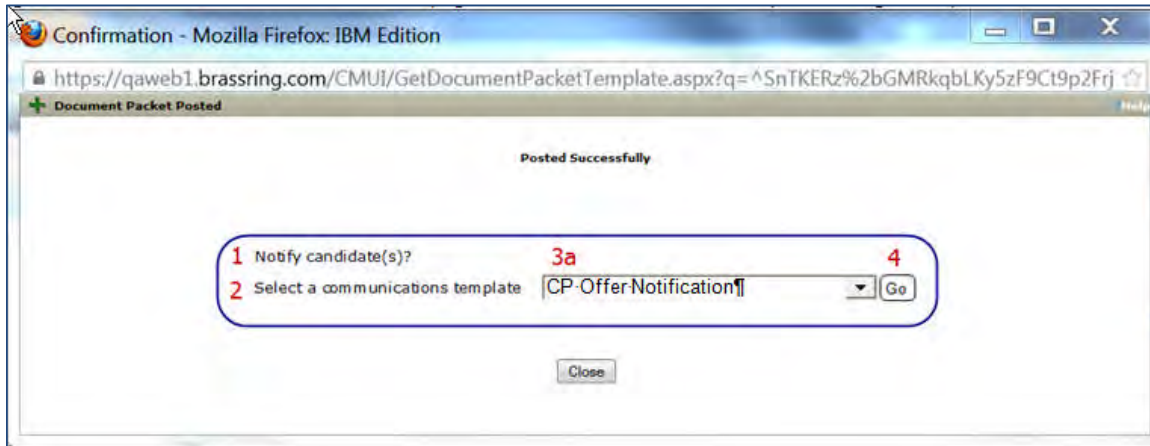 Confirmation - Mozilla Firefox: IBM Edition
https://qaweb1.brassring.com/CMUI/GetDocumentPacketTemplate.aspx?q=^SnTKERz%2bGMRkqbLKy5zF9Ct9p2Frj
Document Packet Posted Help
Posted Successfully
1 Notify candidate(s)? 3a 4
2 Select a communications template CP·Offer·Notification¶ Go
Close